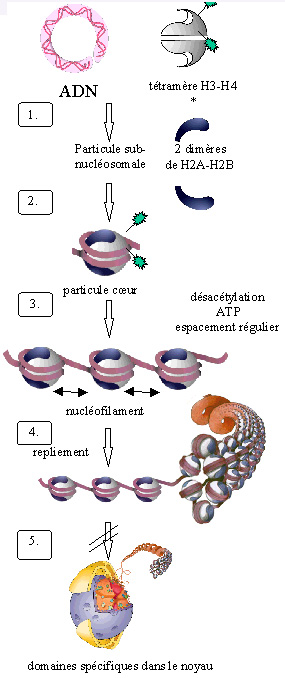 ADN
tétramère H3-H4
*
1.
Particule sub-
nucléosomale
2 dimères
de H2A-H2B
2.
particule cœur
3.
désacétylation
ATP
espacement régulier
nucléofilament
4.
repliement
5.
domaines spécifiques dans le noyau